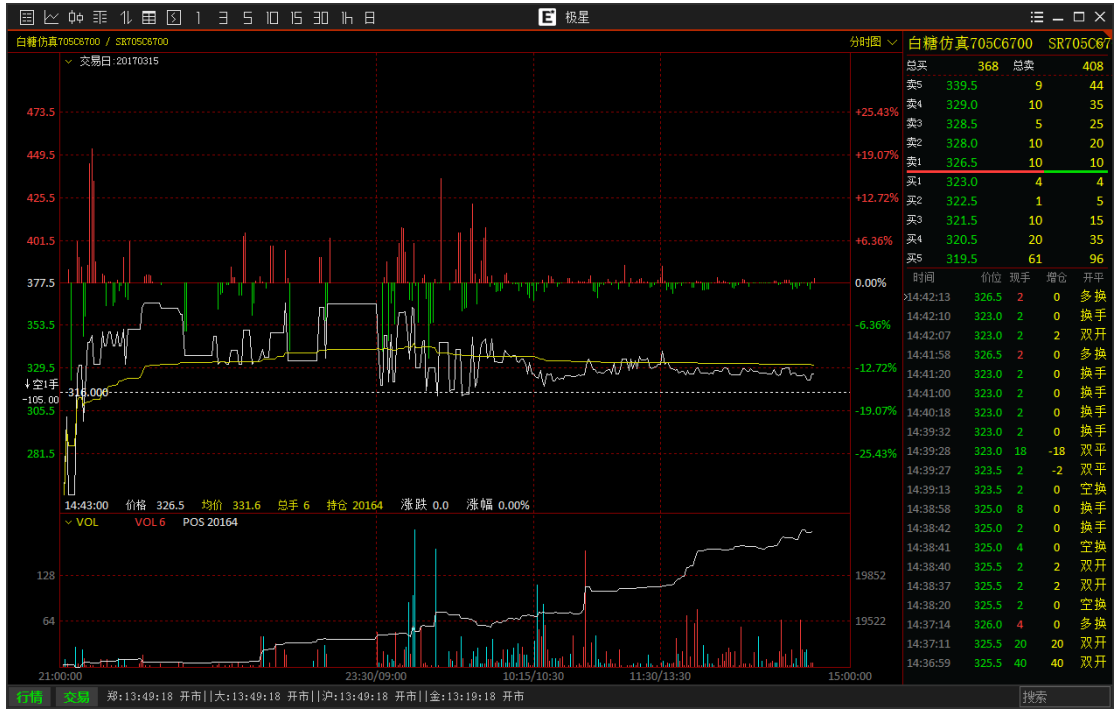 1 3 5 10 15 30 1h 日 极星
白糖仿真705C6700 / SR705C6700 分时图
交易日:20170315
473.5 +25.43%
449.5 +19.07%
425.5 +12.72%
401.5 +6.36%
377.5 0.00%
353.5 -6.36%
329.5 -12.72%
↓空1手
-105.00 316.000
305.5 -19.07%
281.5 -25.43%
14:43:00 价格 326.5 均价 331.6 总手 6 持仓 20164 涨跌 0.0 涨幅 0.00%
VOL VOL 6 POS 20164
128 19852
64 19522
21:00:00 23:30/09:00 10:15/10:30 11:30/13:30 15:00:00
白糖仿真705C6700 SR705C67
总买 368 总卖 408
卖5 339.5 9 44
卖4 329.0 10 35
卖3 328.5 5 25
卖2 328.0 10 20
卖1 326.5 10 10
买1 323.0 4 4
买2 322.5 1 5
买3 321.5 10 15
买4 320.5 20 35
买5 319.5 61 96
时间 价位 现手 增仓 开平
14:42:13 326.5 2 0 多换
14:42:10 323.0 2 0 换手
14:42:07 323.0 2 2 双开
14:41:58 326.5 2 0 多换
14:41:20 323.0 2 0 换手
14:41:00 323.0 2 0 换手
14:40:18 323.0 2 0 换手
14:39:32 323.0 2 0 换手
14:39:28 323.0 18 -18 双平
14:39:27 323.5 2 -2 双平
14:39:13 323.5 2 0 空换
14:38:58 325.0 8 0 换手
14:38:42 325.0 2 0 换手
14:38:41 325.0 4 0 空换
14:38:40 325.5 2 2 双开
14:38:37 325.5 2 2 双开
14:38:20 325.5 2 0 空换
14:37:14 326.0 4 0 多换
14:37:11 325.5 20 20 双开
14:36:59 325.5 40 40 双开
行情 交易 郑:13:49:18 开市||大:13:49:18 开市||沪:13:49:18 开市||金:13:19:18 开市 搜索